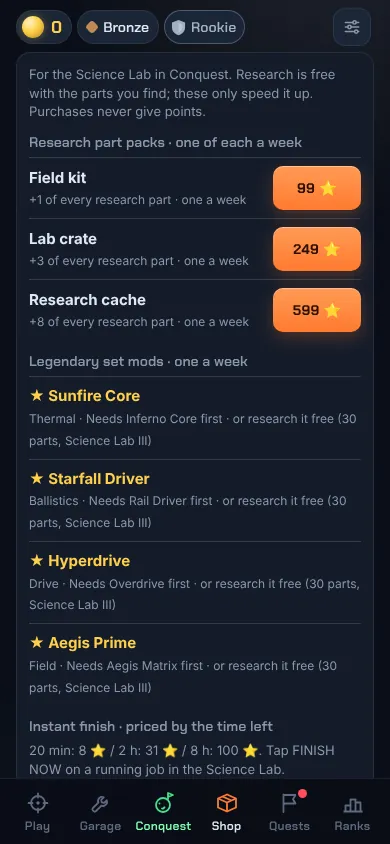 0 Bronze Rookie
For the Science Lab in Conquest. Research is free
with the parts you find; these only speed it up.
Purchases never give points.
Research part packs · one of each a week
Field kit
+1 of every research part · one a week
99 ⭐
Lab crate
+3 of every research part · one a week
249 ⭐
Research cache
+8 of every research part · one a week
599 ⭐
Legendary set mods · one a week
★ Sunfire Core
Thermal · Needs Inferno Core first · or research it free (30
parts, Science Lab III)
★ Starfall Driver
Ballistics · Needs Rail Driver first · or research it free (30
parts, Science Lab III)
★ Hyperdrive
Drive · Needs Overdrive first · or research it free (30 parts,
Science Lab III)
★ Aegis Prime
Field · Needs Aegis Matrix first · or research it free (30
parts, Science Lab III)
Instant finish · priced by the time left
20 min: 8 ⭐ / 2 h: 31 ⭐ / 8 h: 100 ⭐. Tap FINISH
NOW on a running job in the Science Lab.
Play Garage Conquest Shop Quests Ranks